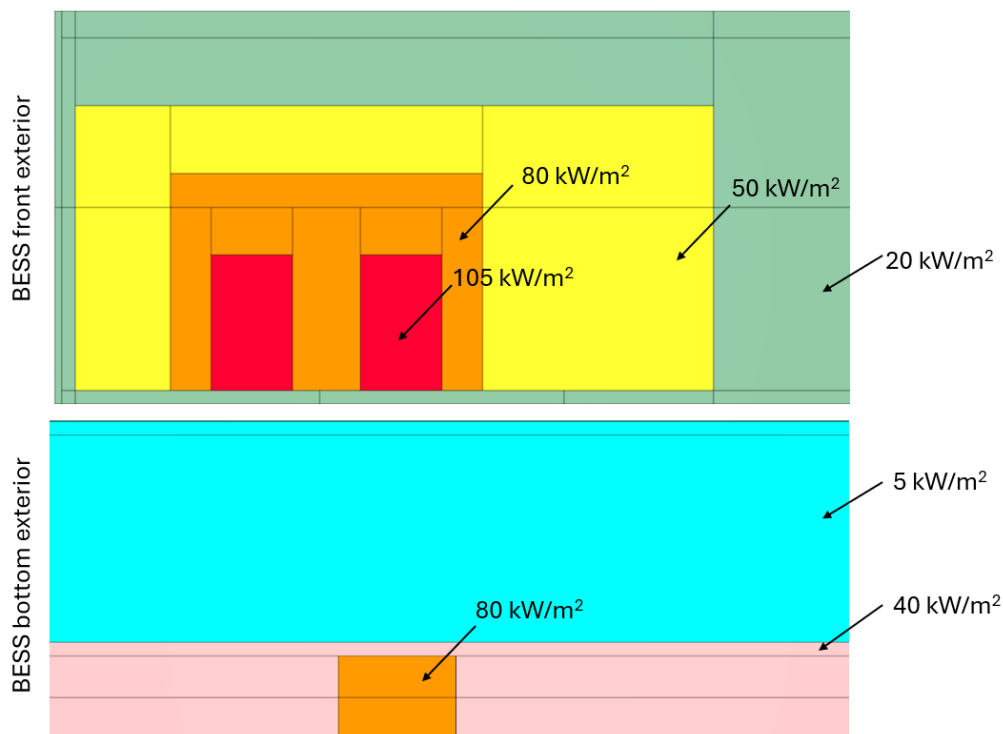 BESS front exterior
80 kW/m²
50 kW/m²
20 kW/m²
105 kW/m²
BESS bottom exterior
5 kW/m²
40 kW/m²
80 kW/m²